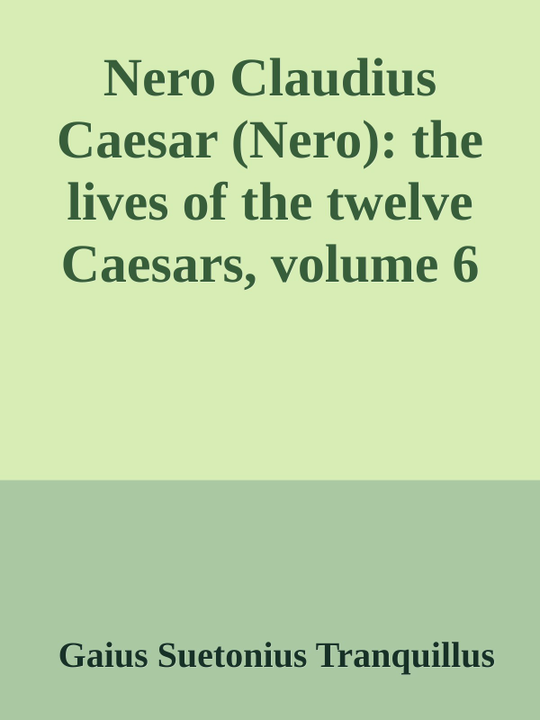 Nero Claudius
Caesar (Nero): the
lives of the twelve
Caesars, volume 6
Gaius Suetonius Tranquillus